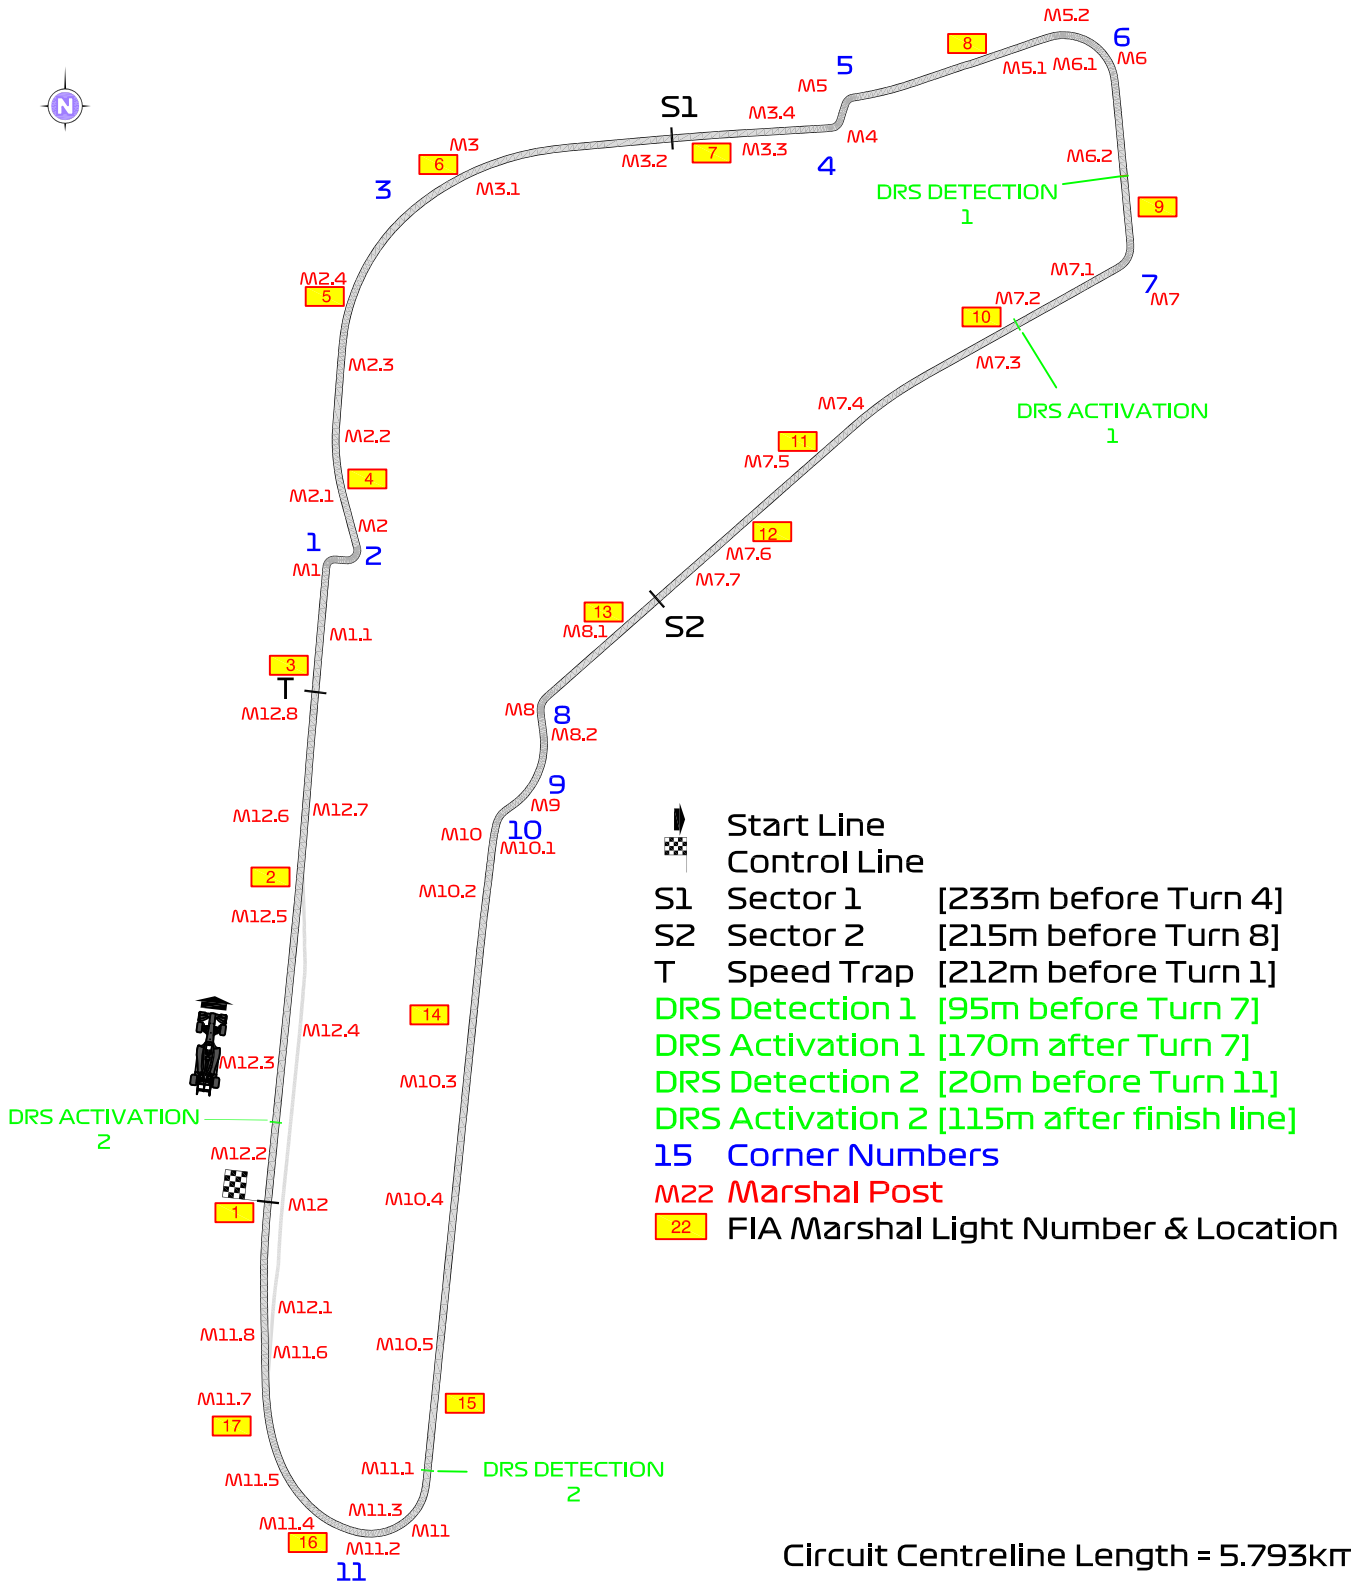 M5.2
6
8
M6
M5.1
M6.1
5
M5
N
S1
M3.4
M4
M3
M3.2
7
M3.3
4
6
M6.2
3
M3.1
DRS DETECTION
1
9
M2.4
5
M7.1
7
M7
M7.2
10
M2.3
M7.3
M7.4
DRS ACTIVATION
1
M2.2
11
M7.5
4
M2.1
M2
12
M7.6
1
2
M1
M7.7
13
M8.1
S2
M1.1
3
T
M12.8
M8
8
M8.2
9
M9
M12.6
M12.7
M10
10
M10.1
2
M10.2
M12.5
Start Line
Control Line
S1 Sector 1 [233m before Turn 4]
S2 Sector 2 [215m before Turn 8]
T Speed Trap [212m before Turn 1]
DRS Detection 1 [95m before Turn 7]
DRS Activation 1 [170m after Turn 7]
DRS Detection 2 [20m before Turn 11]
DRS Activation 2 [115m after finish line]
15 Corner Numbers
M22 Marshal Post
22 FIA Marshal Light Number & Location
14
M12.4
M12.3
M10.3
DRS ACTIVATION
2
M12.2
M10.4
1
M12
M12.1
M11.8
M10.5
M11.6
M11.7
15
17
M11.1
DRS DETECTION
2
M11.5
M11.3
M11.4
M11
16
M11.2
11
Circuit Centreline Length = 5.793km